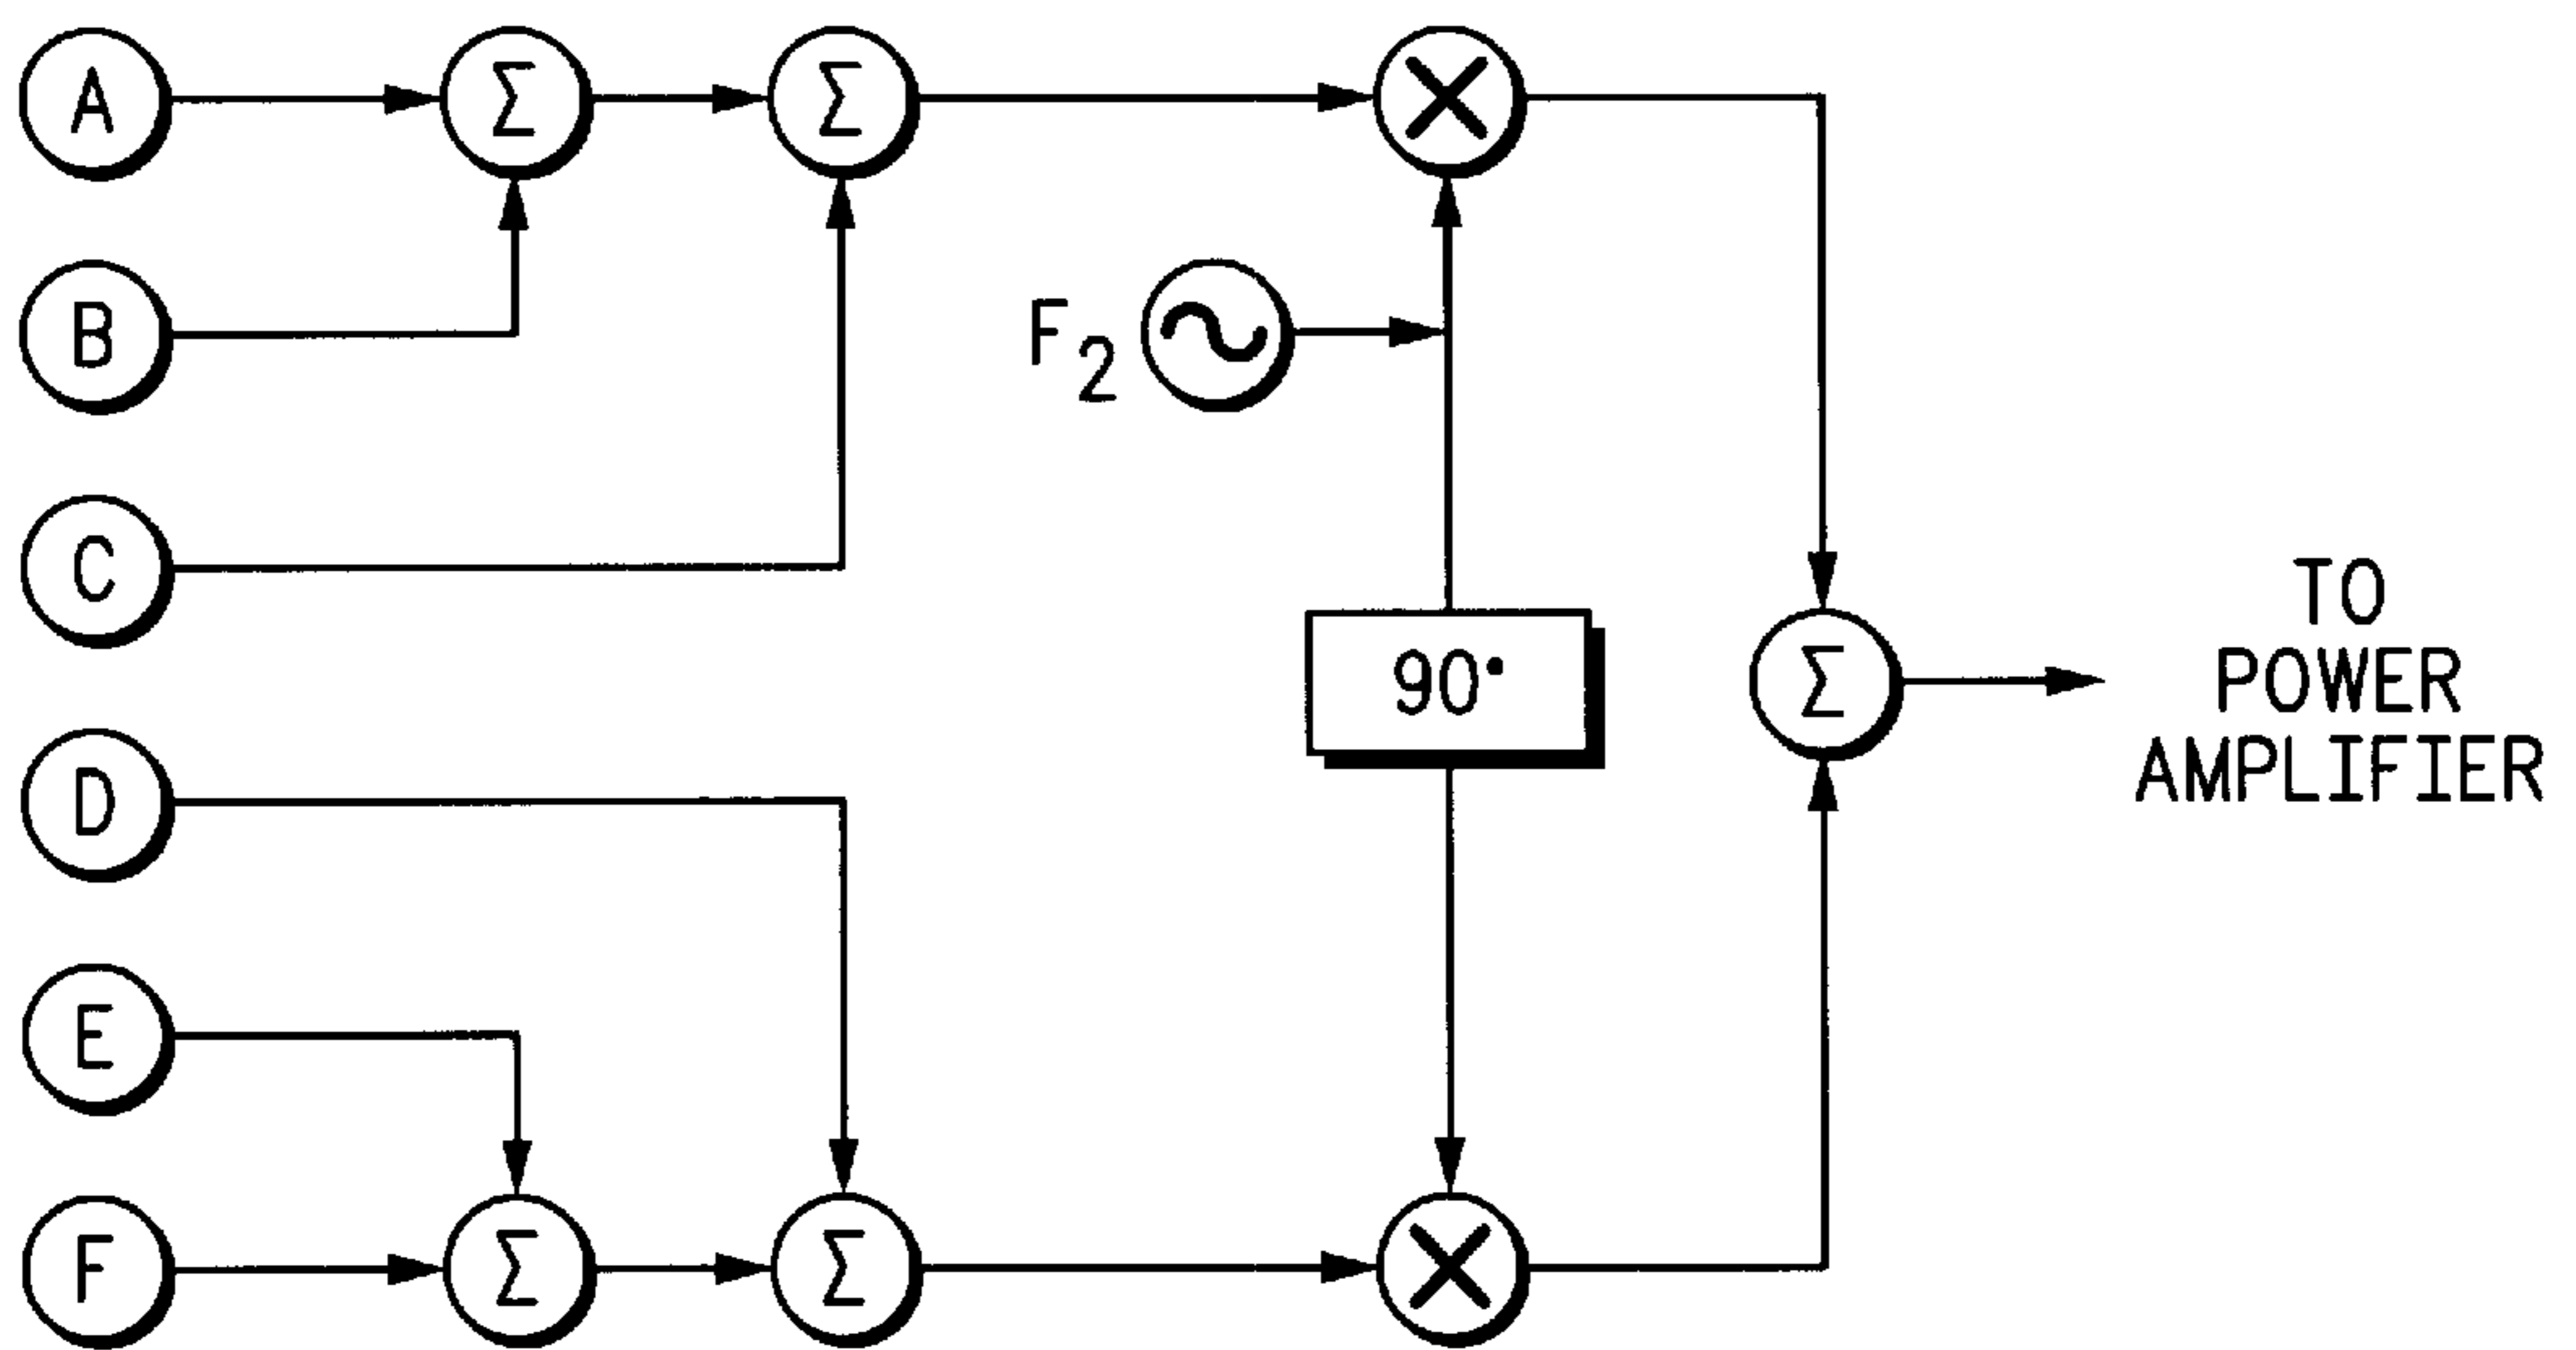 A Σ Σ
B
F2
C
90°
TO
POWER
AMPLIFIER
Σ
D
E
F Σ Σ